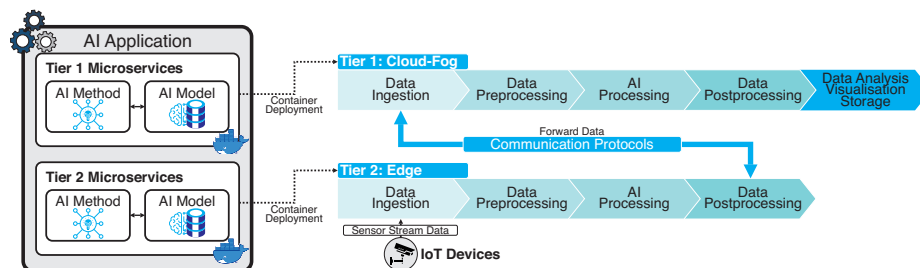 AI Application
Tier 1 Microservices
AI Method
AI Model
Tier 2 Microservices
AI Method
AI Model
Container
Deployment
Container
Deployment
Tier 1: Cloud-Fog
Data
Ingestion
Data
Preprocessing
AI
Processing
Data
Postprocessing
Data Analysis
Visualisation
Storage
Forward Data
Communication Protocols
Tier 2: Edge
Data
Ingestion
Data
Preprocessing
AI
Processing
Data
Postprocessing
Sensor Stream Data
IoT Devices